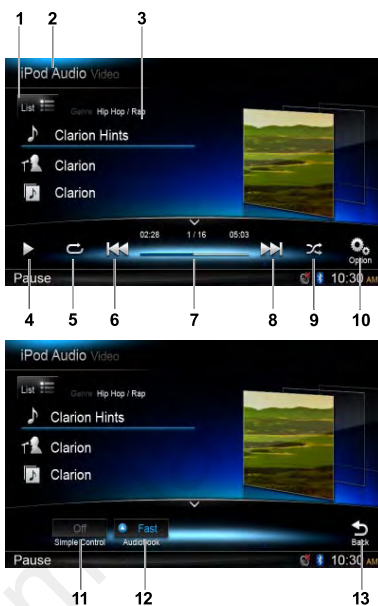 1 2 3
iPod Audio Video
List Genre Hip Hop / Rap
Clarion Hints
Clarion
Clarion
02:28 1 / 16 05:03
Option
Pause 10:30 AM
4 5 6 7 8 9 10
iPod Audio Video
List Genre Hip Hop / Rap
Clarion Hints
Clarion
Clarion
Off Fast
Simple Control AudioBook Back
Pause 10:30 AM
11 12 13